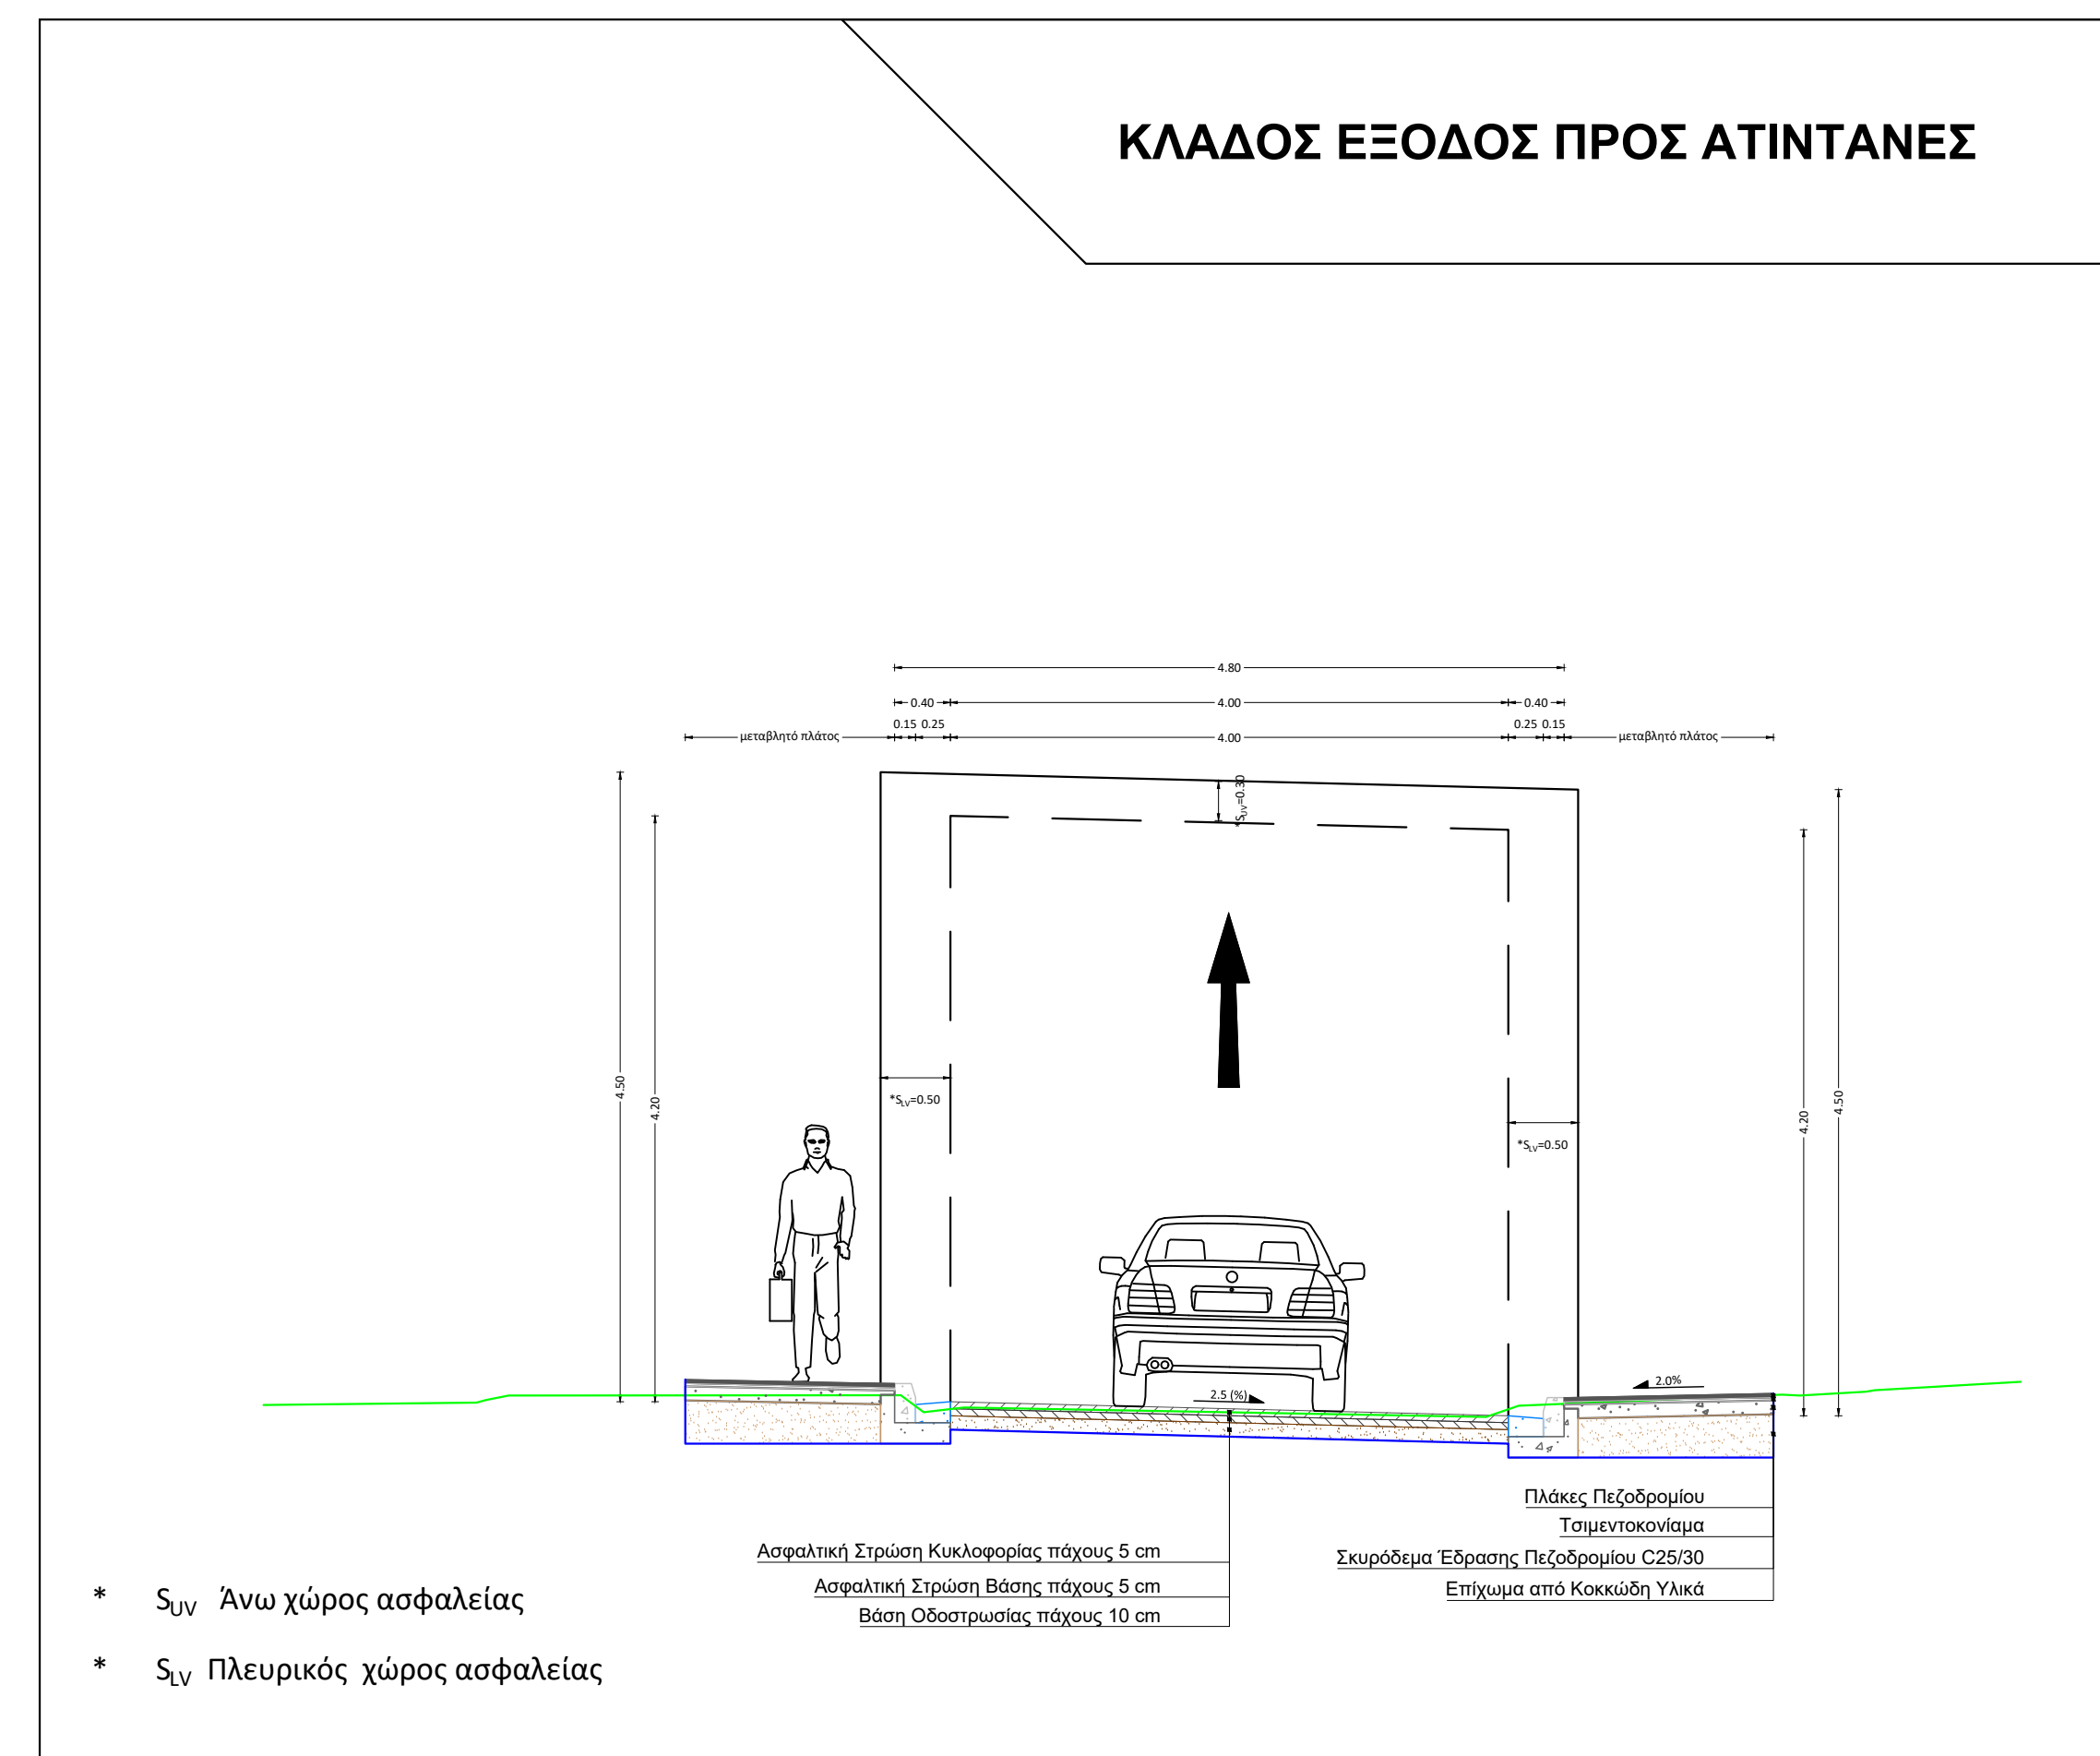 ΚΛΑΔΟΣ ΕΞΟΔΟΣ ΠΡΟΣ ΑΤΙΝΤΑΝΕΣ
4.80
0.40 4.00 0.40
0.15 0.25 0.25 0.15
μεταβλητό πλάτος 4.00 μεταβλητό πλάτος
*SUV=0.30
4.50
4.20
*SLV=0.50
4.20
4.50
*SLV=0.50
2.0%
2.5 (%)
Πλάκες Πεζοδρομίου
Τσιμεντοκονίαμα
Σκυρόδεμα Έδρασης Πεζοδρομίου C25/30
Επίχωμα από Κοκκώδη Υλικά
Ασφαλτική Στρώση Κυκλοφορίας πάχους 5 cm
Ασφαλτική Στρώση Βάσης πάχους 5 cm
Βάση Οδοστρωσίας πάχους 10 cm
* SUV Άνω χώρος ασφαλείας
* SLV Πλευρικός χώρος ασφαλείας